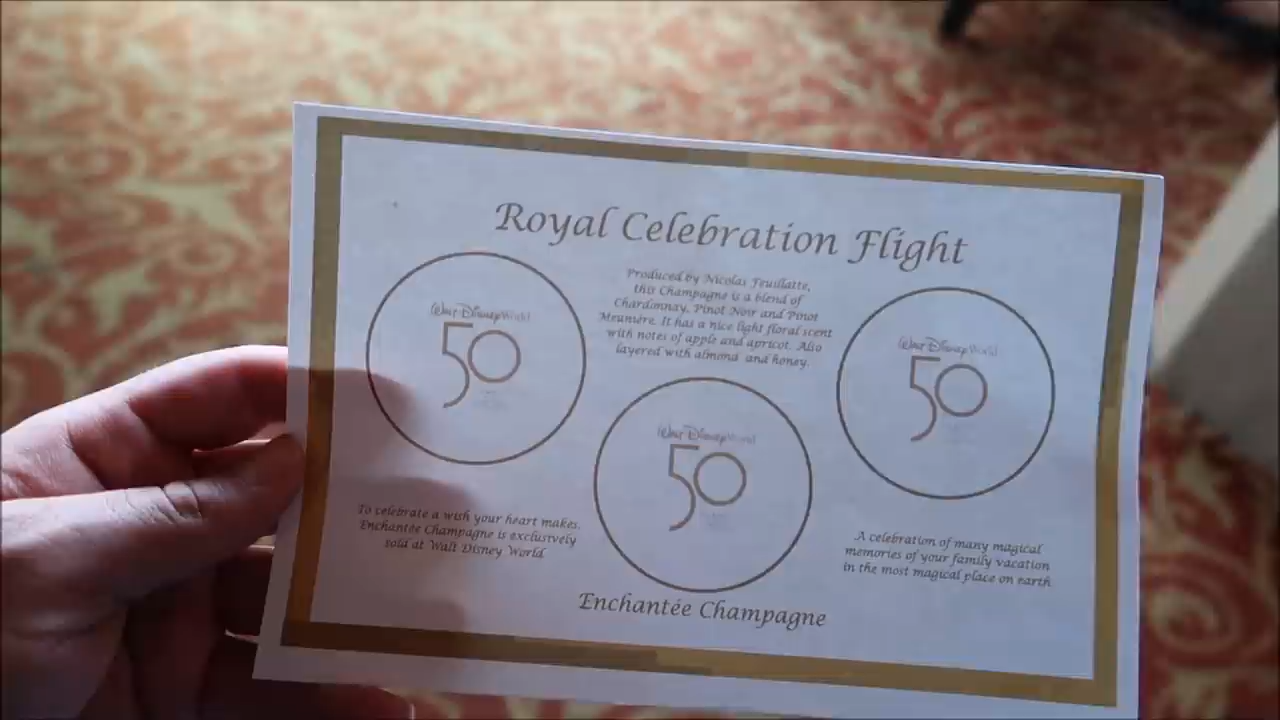 Royal Celebration Flight
Walt Disney World
50
Produced by Nicolas Feuillatte,
this Champagne is a blend of
Chardonnay, Pinot Noir and Pinot
Meunière. It has a nice light floral scent
with notes of apple and apricot. Also
layered with almond and honey.
Walt Disney World
50
Walt Disney World
50
To celebrate a wish your heart makes.
Enchantée Champagne is exclusively
sold at Walt Disney World
A celebration of many magical
memories of your family vacation
in the most magical place on earth
Enchantée Champagne